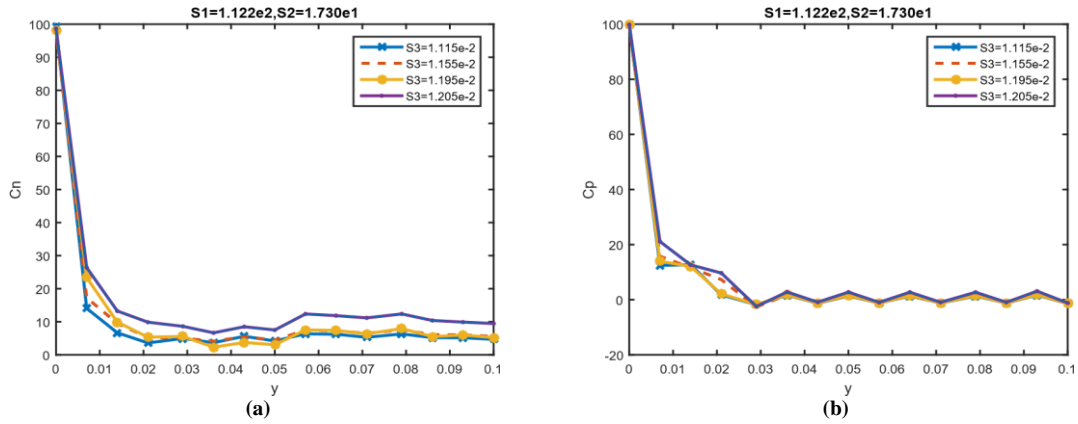 S1=1.122e2,S2=1.730e1
100
90
80
70
60
50
40
30
20
10
0
Cn
S3=1.115e-2
S3=1.155e-2
S3=1.195e-2
S3=1.205e-2
0 0.01 0.02 0.03 0.04 0.05 0.06 0.07 0.08 0.09 0.1
y
(a)
S1=1.122e2,S2=1.730e1
100
80
60
40
20
0
-20
Cp
S3=1.115e-2
S3=1.155e-2
S3=1.195e-2
S3=1.205e-2
0 0.01 0.02 0.03 0.04 0.05 0.06 0.07 0.08 0.09 0.1
y
(b)